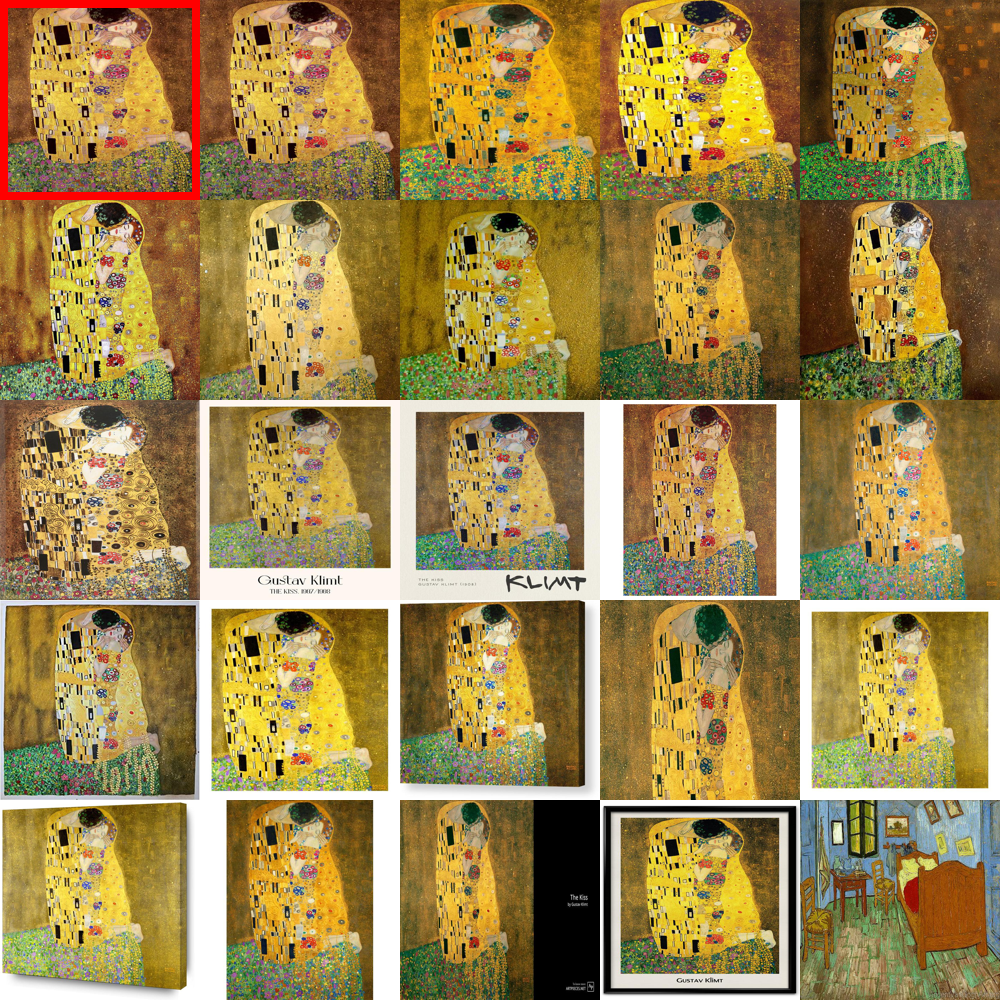 Gustav Klimt
THE KISS, 1907/1908
THE KISS
GUSTAV KLIMT (1908)
KLIMT
The Kiss
by Gustav Klimt
GUSTAV KLIMT